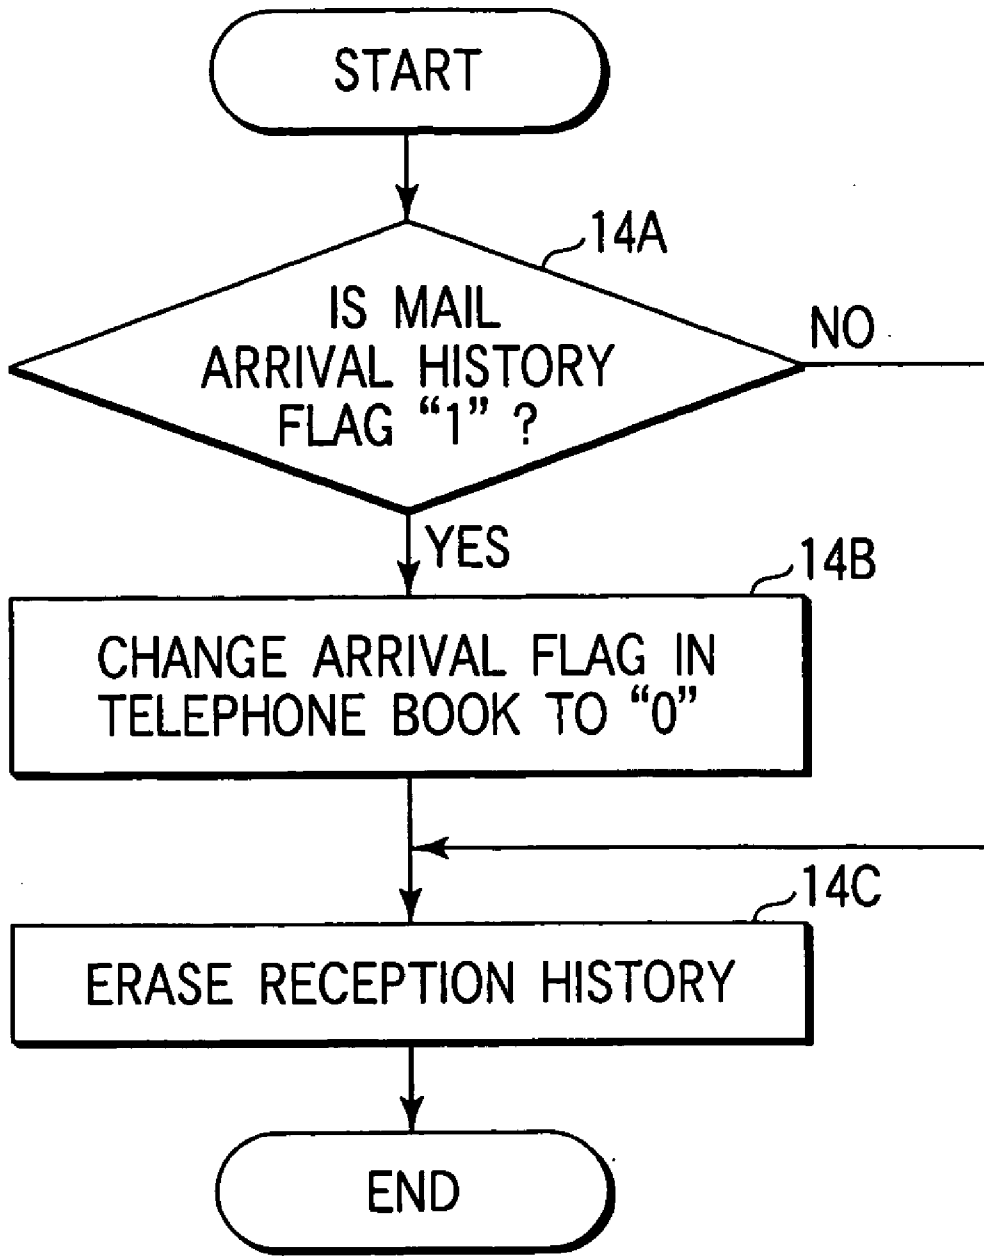 START
14A
IS MAIL
ARRIVAL HISTORY
FLAG “1” ?
NO
YES
14B
CHANGE ARRIVAL FLAG IN
TELEPHONE BOOK TO “0”
14C
ERASE RECEPTION HISTORY
END